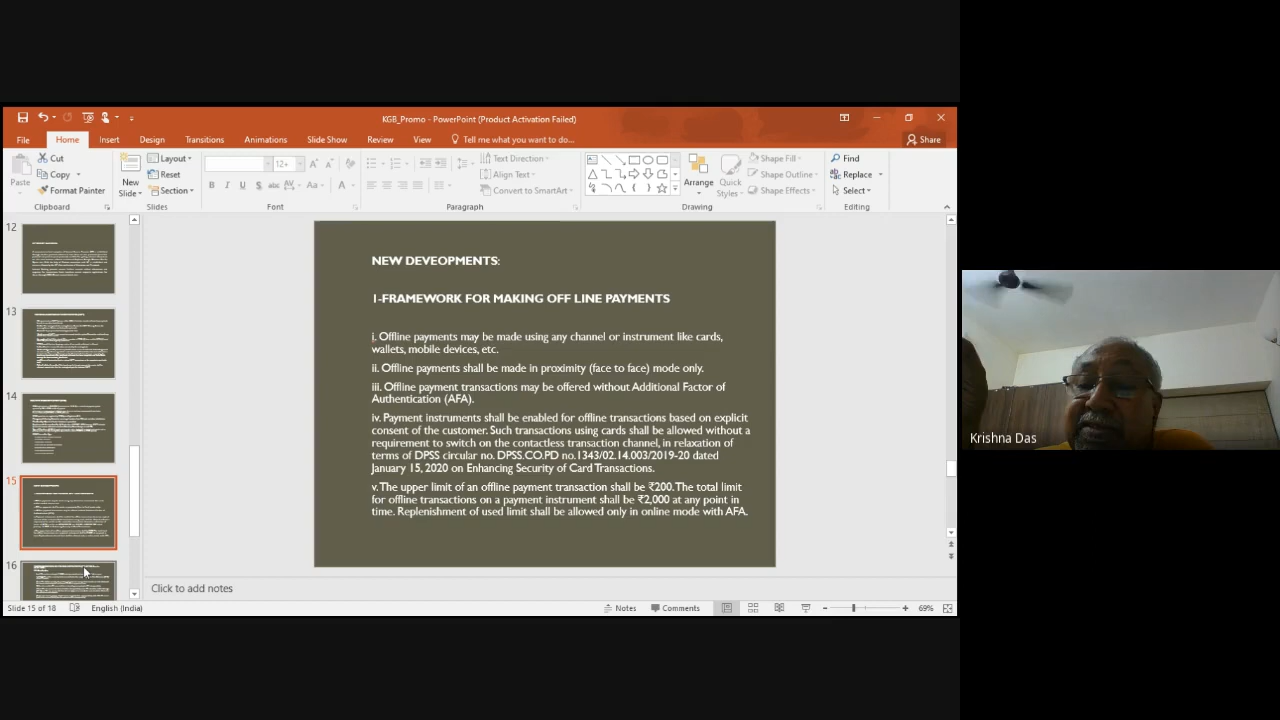 KGB_Promo - PowerPoint (Product Activation Failed)
File Home Insert Design Transitions Animations Slide Show Review View Tell me what you want to do... Share
Paste Cut Copy Format Painter
Clipboard
New Slide Layout Reset Section
Slides
12+
Font
Text Direction Align Text Convert to SmartArt
Paragraph
Arrange Quick Styles Shape Fill Shape Outline Shape Effects
Drawing
Find Replace Select
Editing
12
13
14
15
16
NEW DEVEOPMENTS:
1-FRAMEWORK FOR MAKING OFF LINE PAYMENTS
i. Offline payments may be made using any channel or instrument like cards,
wallets, mobile devices, etc.
ii. Offline payments shall be made in proximity (face to face) mode only.
iii. Offline payment transactions may be offered without Additional Factor of
Authentication (AFA).
iv. Payment instruments shall be enabled for offline transactions based on explicit
consent of the customer. Such transactions using cards shall be allowed without a
requirement to switch on the contactless transaction channel, in relaxation of
terms of DPSS circular no. DPSS.CO.PD no.1343/02.14.003/2019-20 dated
January 15, 2020 on Enhancing Security of Card Transactions.
v. The upper limit of an offline payment transaction shall be ₹200. The total limit
for offline transactions on a payment instrument shall be ₹2,000 at any point in
time. Replenishment of used limit shall be allowed only in online mode with AFA.
Click to add notes
Slide 15 of 18 English (India) Notes Comments 69%
Krishna Das